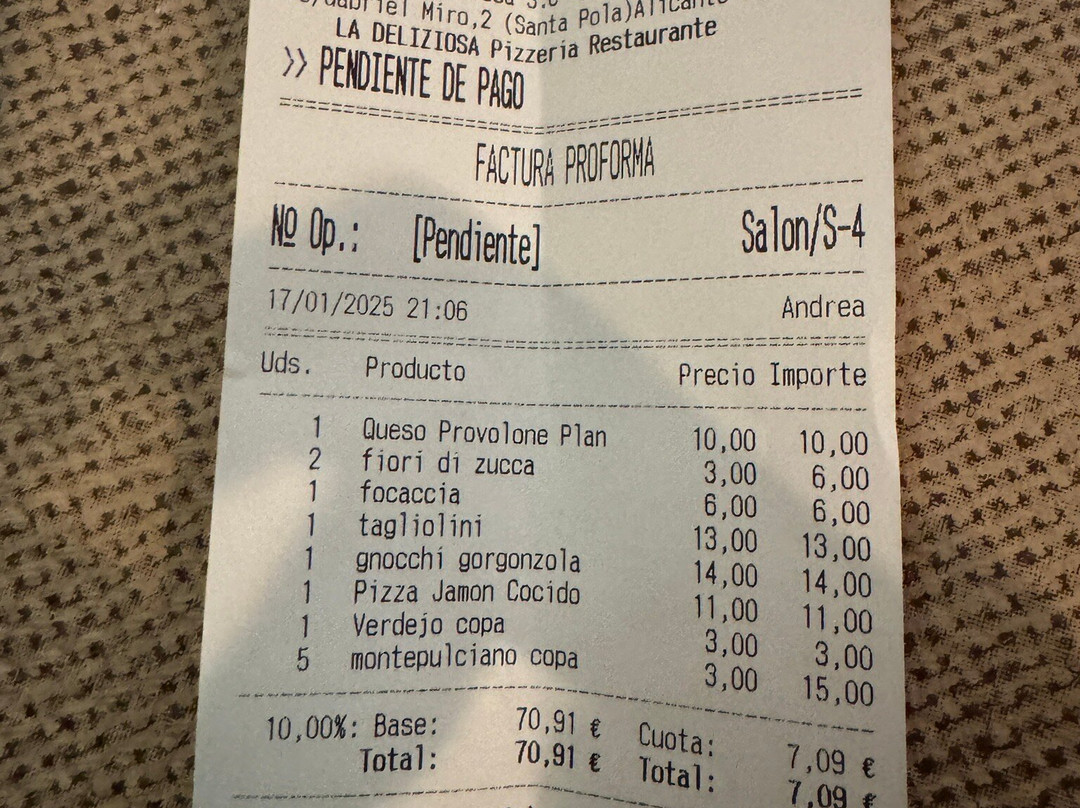 Miro,2 (Santa Pola)Alicante
LA DELIZIOSA Pizzeria Restaurante
>> PENDIENTE DE PAGO
FACTURA PROFORMA
Nº Op.: [Pendiente] Salon/S-4
17/01/2025 21:06 Andrea
Uds. Producto Precio Importe
1 Queso Provolone Plan 10,00 10,00
2 fiori di zucca 3,00 6,00
1 focaccia 6,00 6,00
1 tagliolini 13,00 13,00
1 gnocchi gorgonzola 14,00 14,00
1 Pizza Jamon Cocido 11,00 11,00
1 Verdejo copa 3,00 3,00
5 montepulciano copa 3,00 15,00
10,00%: Base: 70,91 € Cuota: 7,09 €
Total: 70,91 € Total: 7,09 €